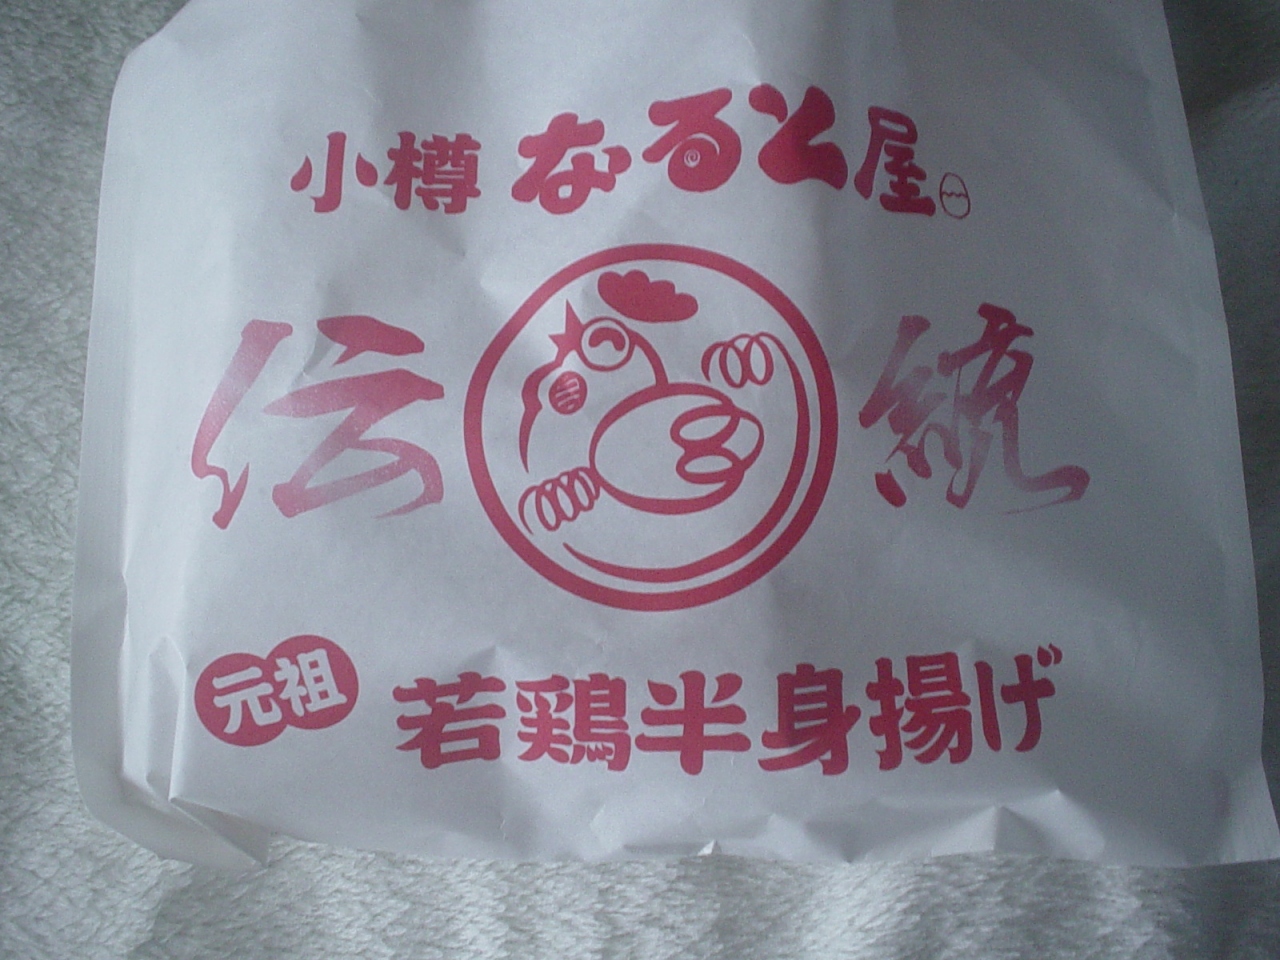 小樽 なると屋
伝統
元祖 若鶏半身揚げ